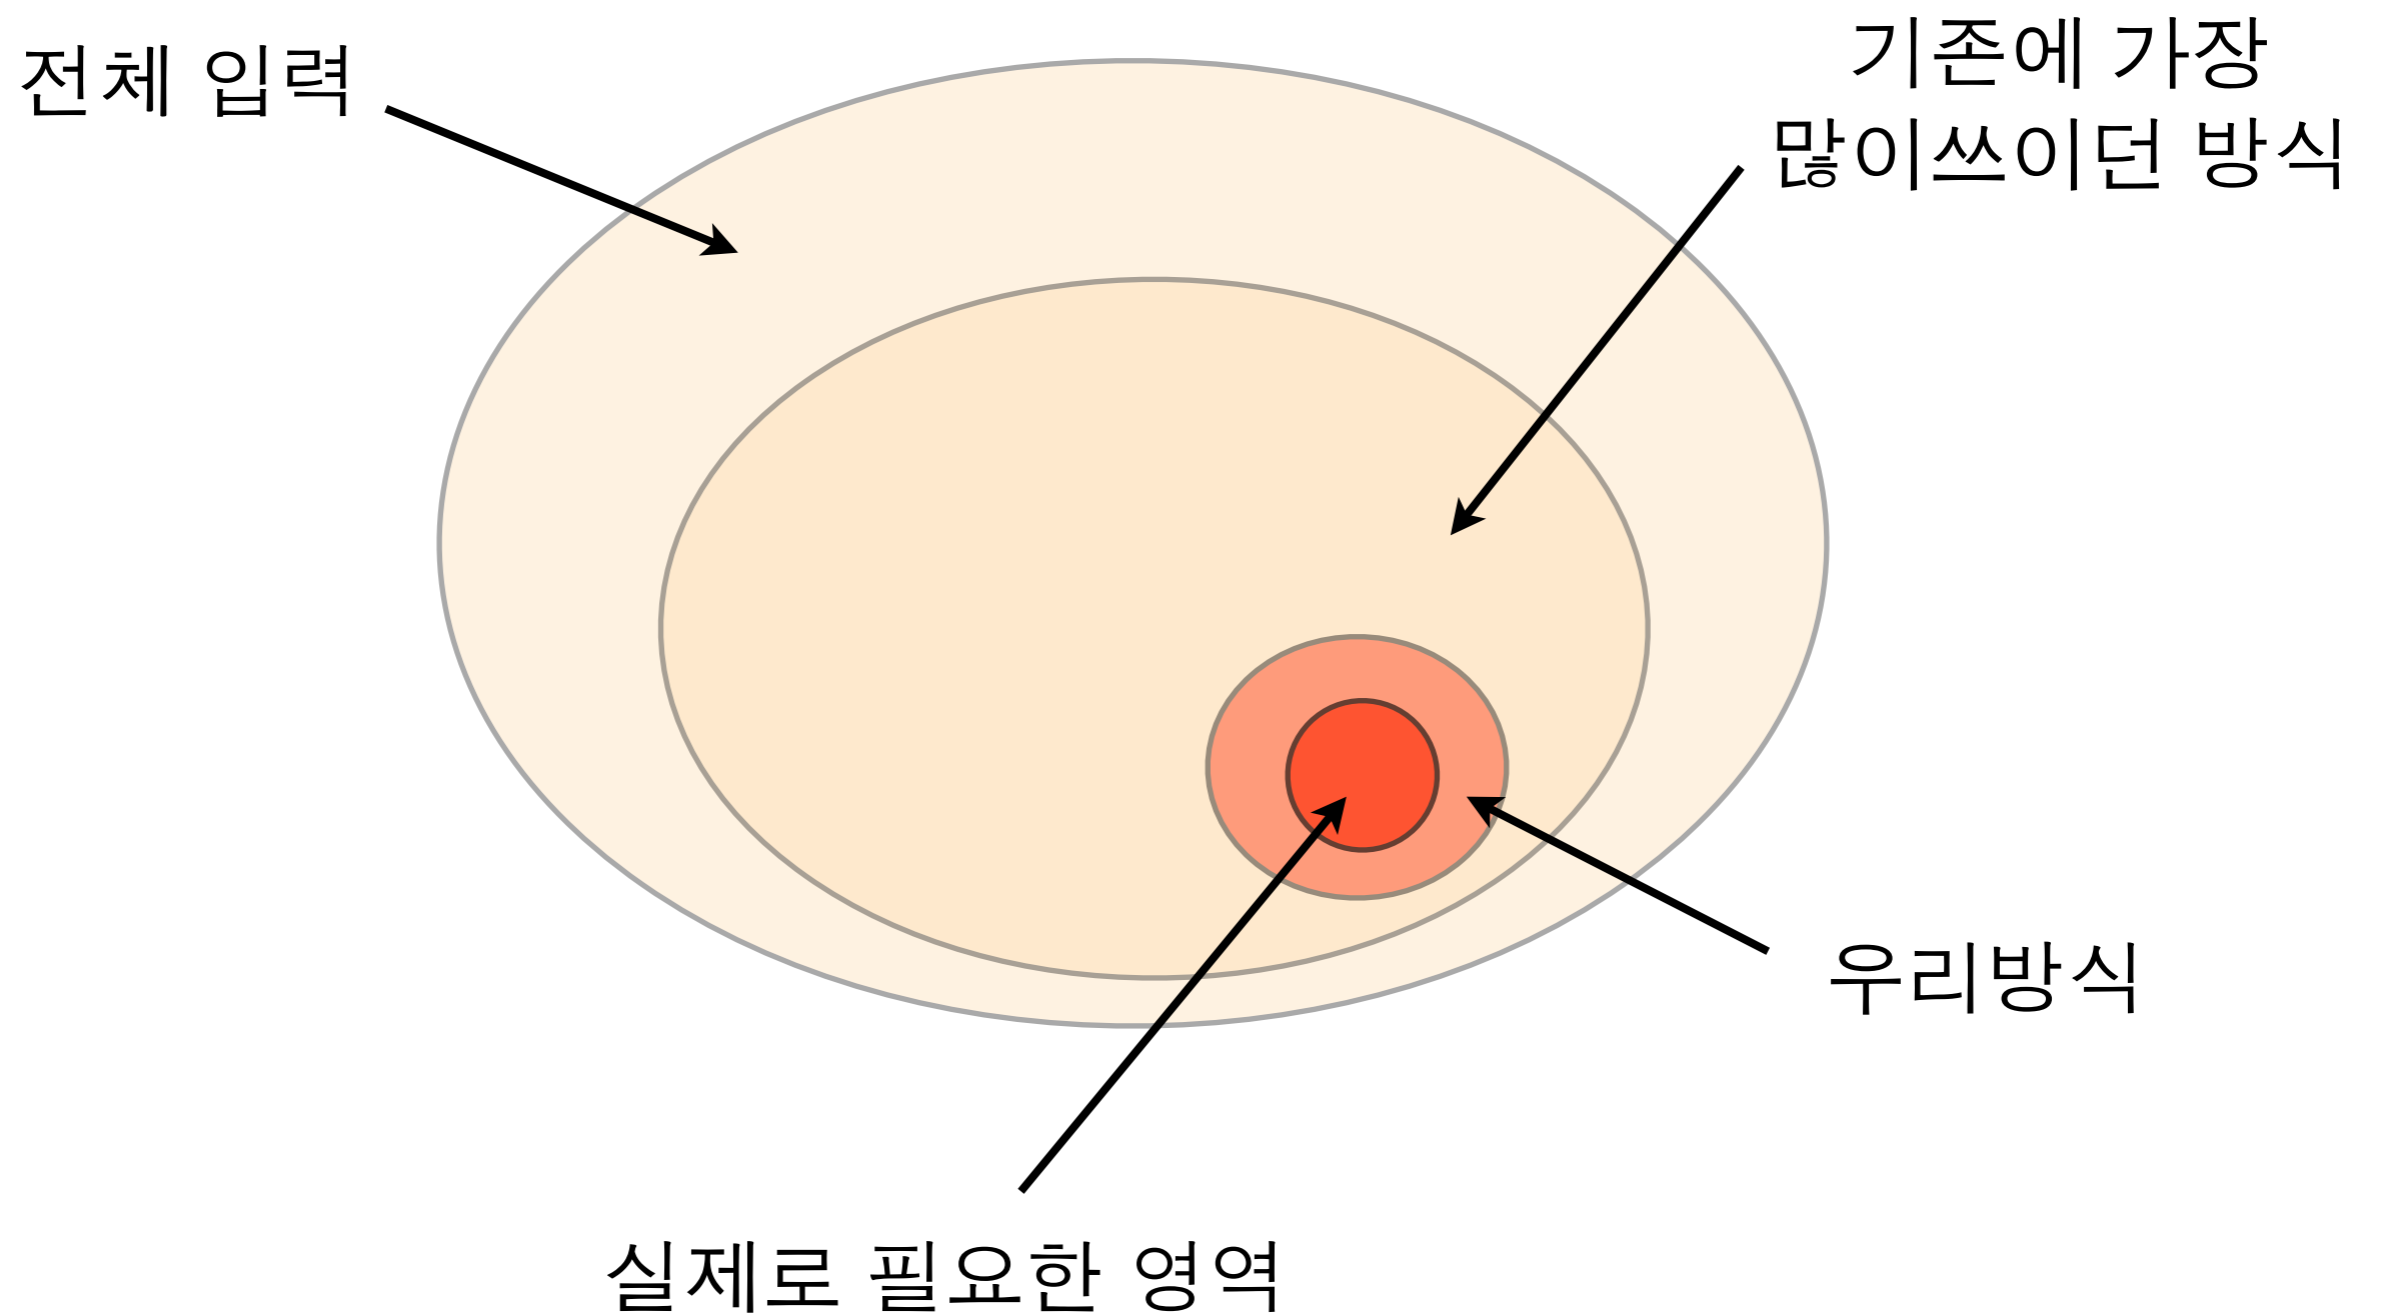 전체 입력
기존에 가장
많이쓰이던 방식
우리방식
실제로 필요한 영역